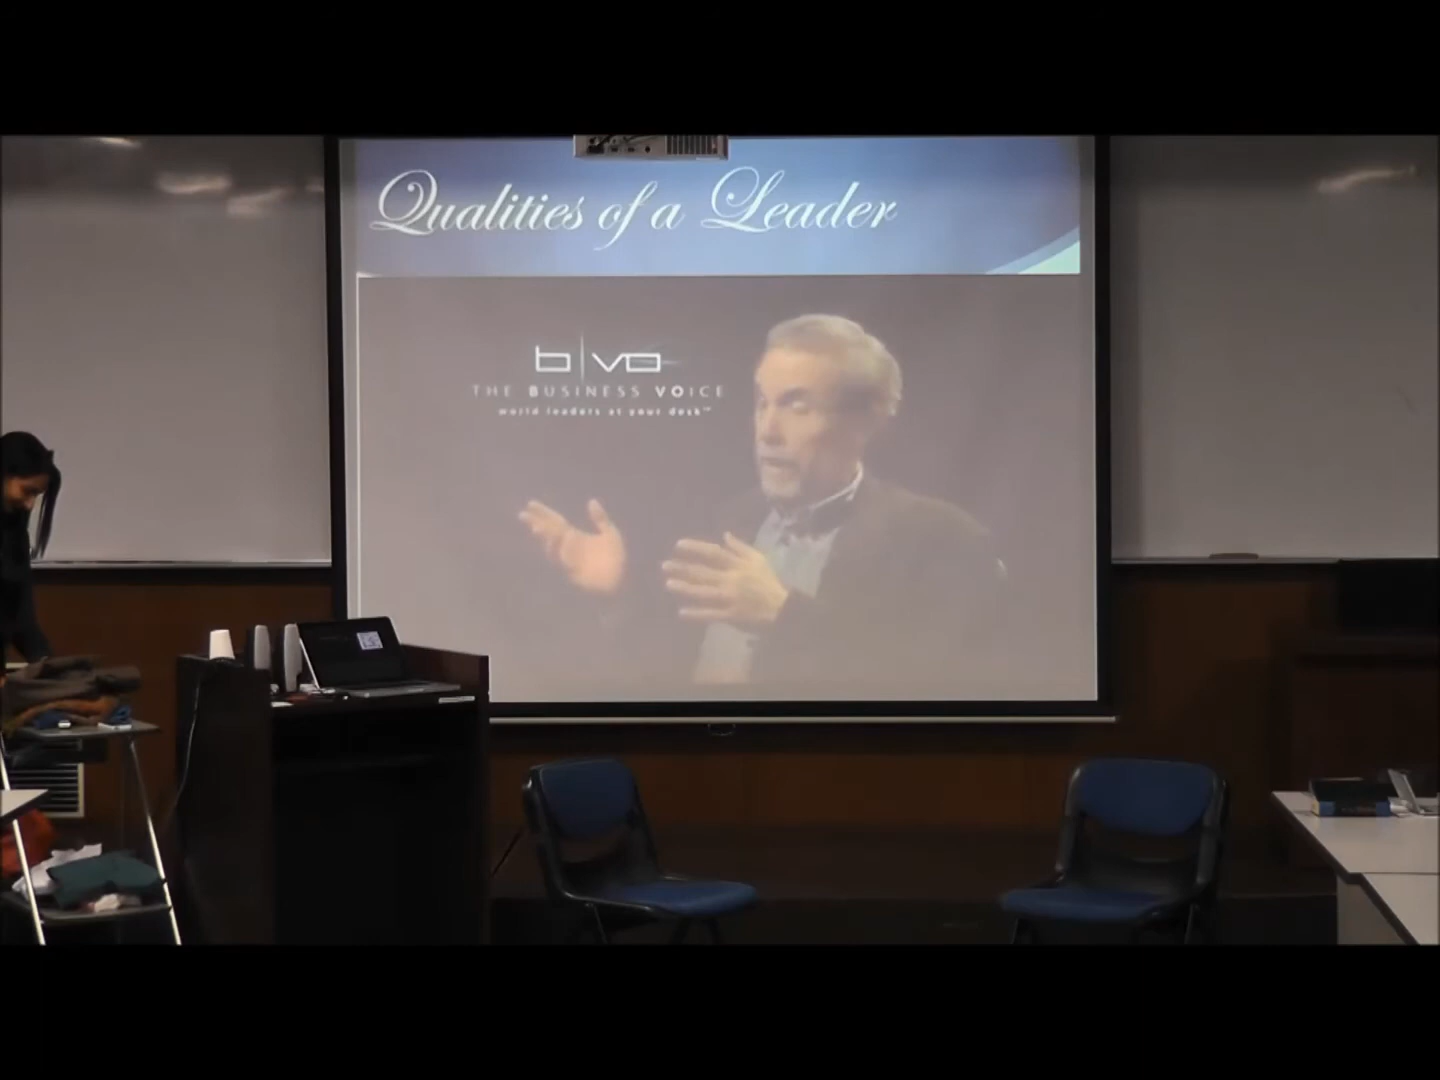 Qualities of a Leader
b|vo
THE BUSINESS VOICE
world leaders at your desk™